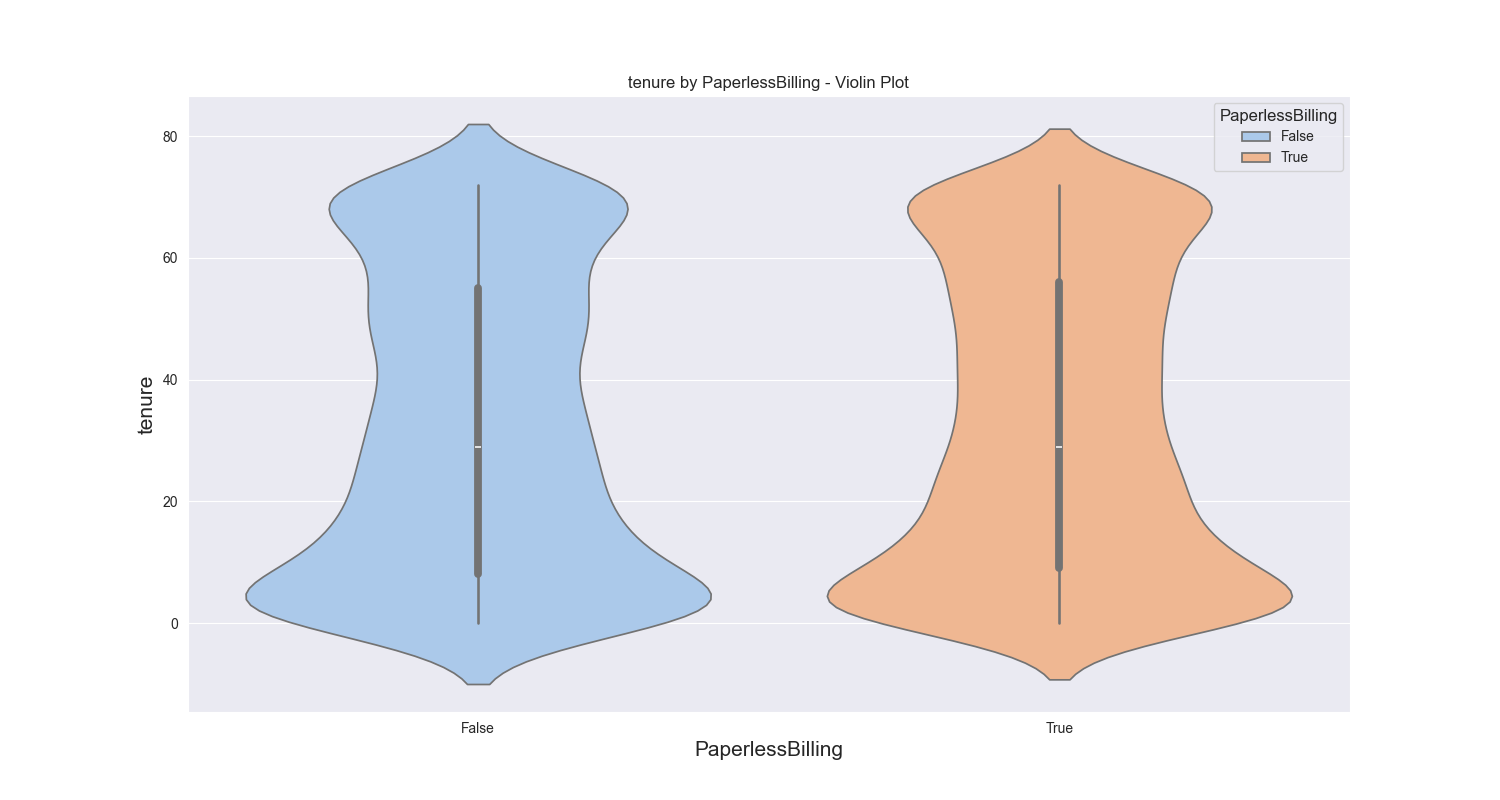 tenure by PaperlessBilling - Violin Plot
PaperlessBilling
False
True
80
60
40
20
0
tenure
False
True
PaperlessBilling